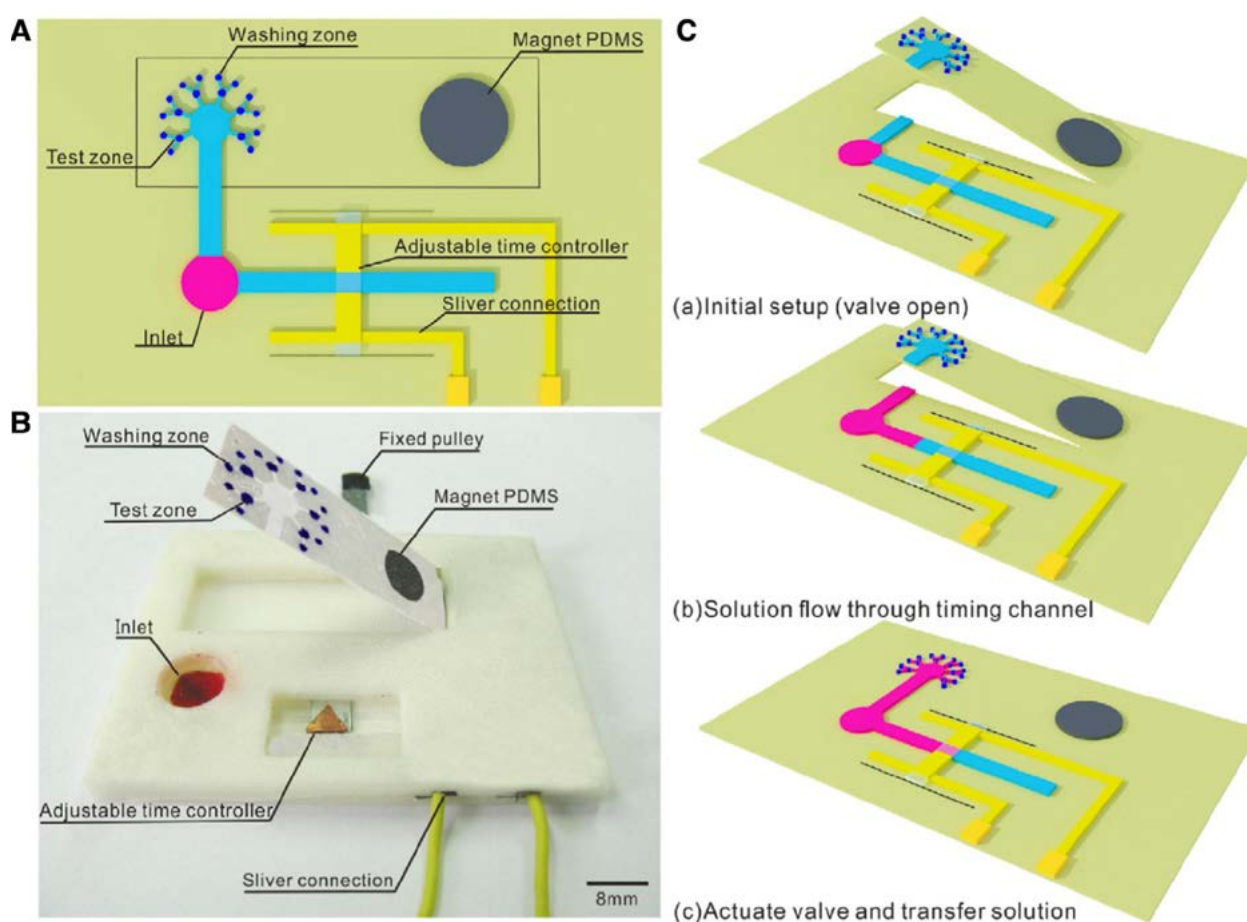 A
Washing zone
Magnet PDMS
Test zone
Adjustable time controller
Sliver connection
Inlet
B
Washing zone
Fixed pulley
Magnet PDMS
Test zone
Inlet
Adjustable time controller
Sliver connection
8mm
C
(a)Initial setup (valve open)
(b)Solution flow through timing channel
(c)Actuate valve and transfer solution